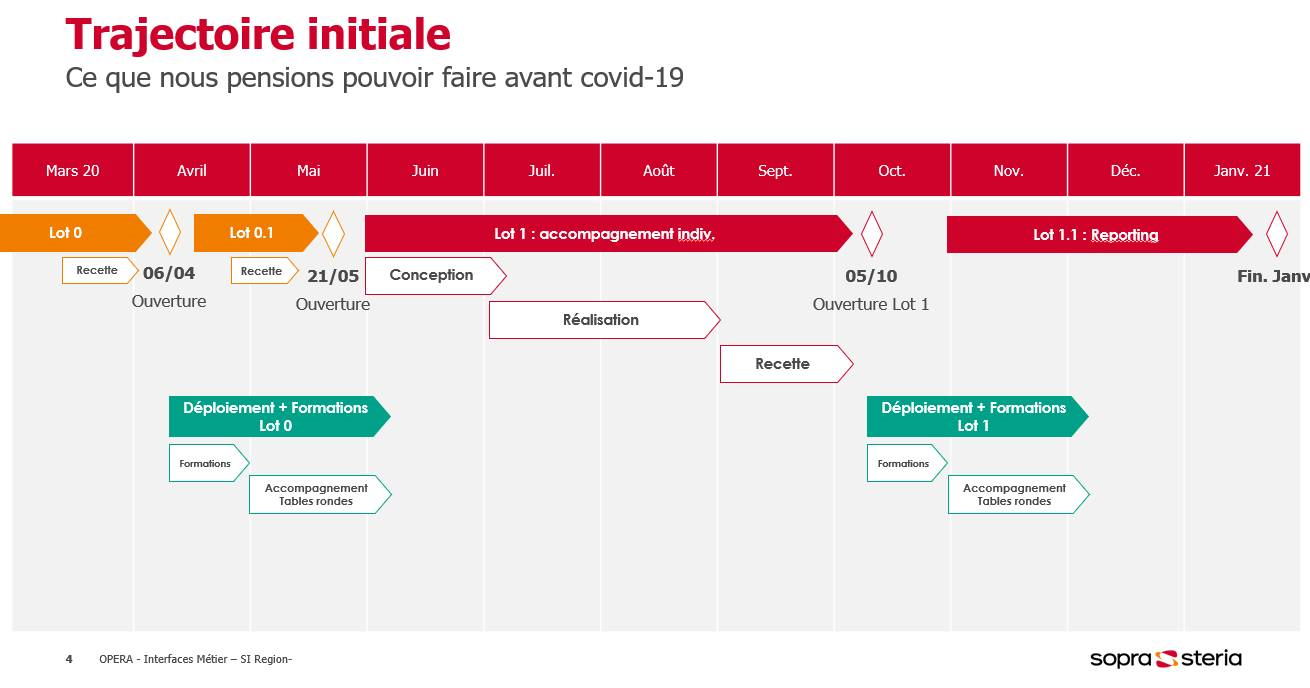 Trajectoire initiale
Ce que nous pensions pouvoir faire avant covid-19
Mars 20
Avril
Mai
Juin
Juil.
Août
Sept.
Oct.
Nov.
Déc.
Janv. 21
Lot 0
Lot 0.1
Lot 1 : accompagnement indiv.
Lot 1.1 : Reporting
Recette
06/04
Ouverture
Recette
21/05
Ouverture
Conception
05/10
Ouverture Lot 1
Fin. Janv
Réalisation
Recette
Déploiement + Formations
Lot 0
Déploiement + Formations
Lot 1
Formations
Accompagnement
Tables rondes
Formations
Accompagnement
Tables rondes
4
OPERA - Interfaces Métier – SI Region-
sopra steria